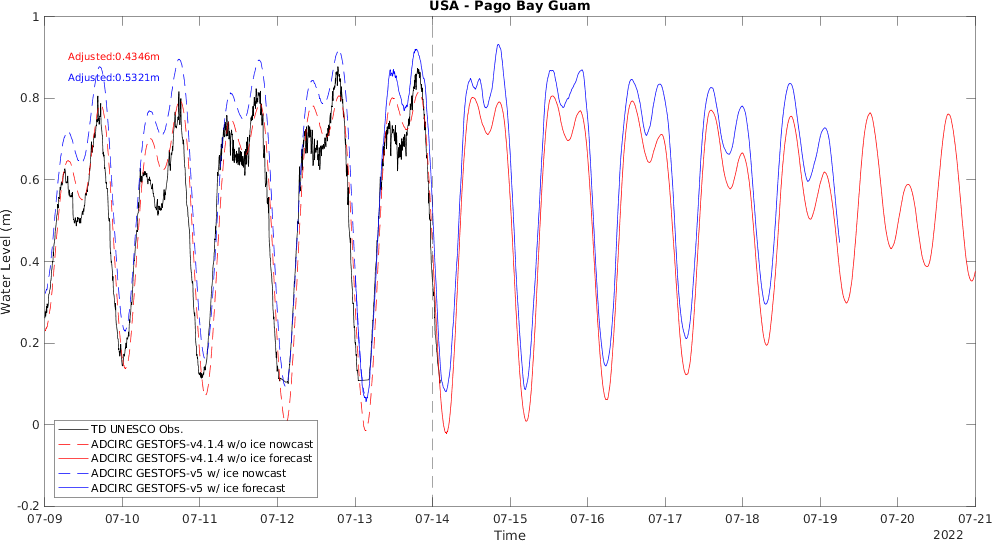 USA - Pago Bay Guam
Adjusted:0.4346m
Adjusted:0.5321m
Water Level (m)
1
0.8
0.6
0.4
0.2
0
-0.2
TD UNESCO Obs.
ADCIRC GESTOFS-v4.1.4 w/o ice nowcast
ADCIRC GESTOFS-v4.1.4 w/o ice forecast
ADCIRC GESTOFS-v5 w/ ice nowcast
ADCIRC GESTOFS-v5 w/ ice forecast
07-09 07-10 07-11 07-12 07-13 07-14 07-15 07-16 07-17 07-18 07-19 07-20 07-21
Time
2022